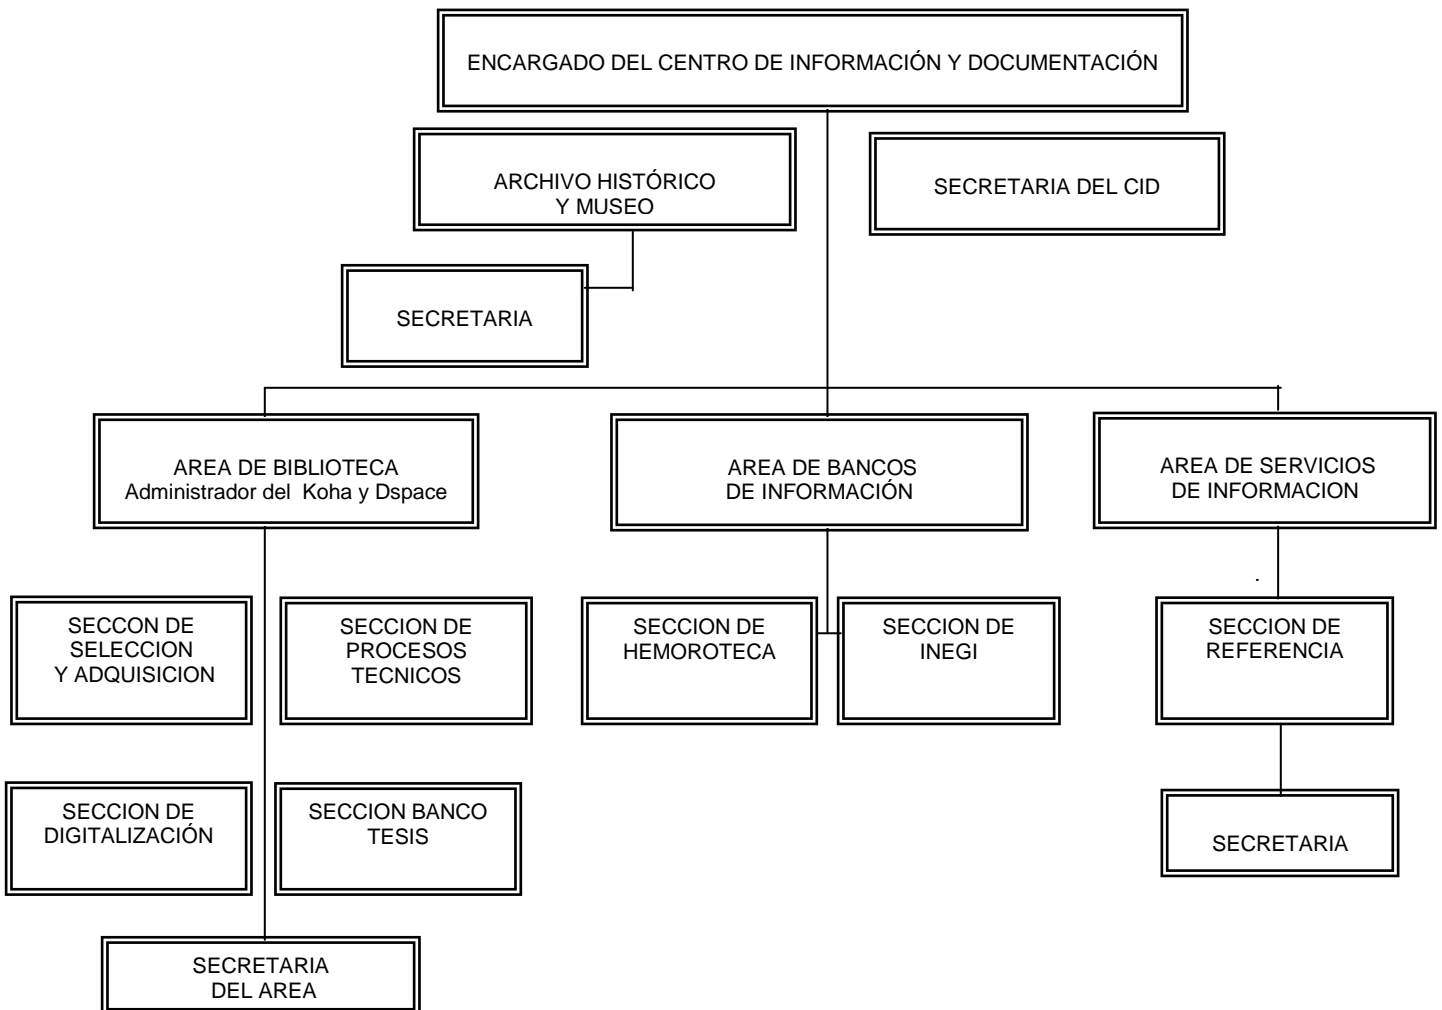 ENCARGADO DEL CENTRO DE INFORMACIÓN Y DOCUMENTACIÓN
ARCHIVO HISTÓRICO
Y MUSEO
SECRETARIA DEL CID
SECRETARIA
AREA DE BIBLIOTECA
Administrador del Koha y Dspace
AREA DE BANCOS
DE INFORMACIÓN
AREA DE SERVICIOS
DE INFORMACION
.
SECCON DE
SELECCION
Y ADQUISICION
SECCION DE
PROCESOS
TECNICOS
SECCION DE
HEMOROTECA
SECCION DE
INEGI
SECCION DE
REFERENCIA
SECCION DE
DIGITALIZACIÓN
SECCION BANCO
TESIS
SECRETARIA
SECRETARIA
DEL AREA